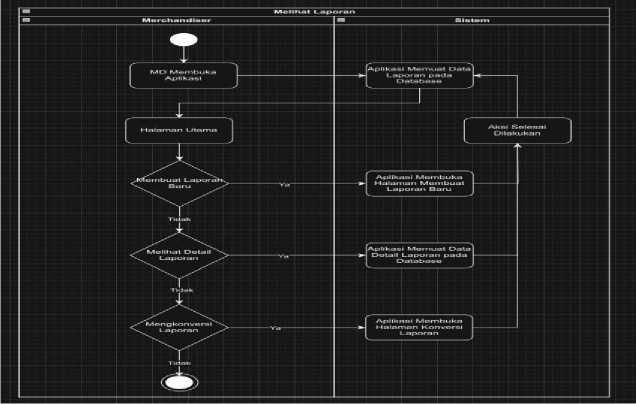 Melihat Laporan
Merchandiser
Sistem
MD Membuka
Aplikasi
Aplikasi Memuat Data
Laporan pada
Database
Halaman Utama
Aksi Selesai
Dilakukan
Membuat Laporan
Baru
Ya
Aplikasi Membuka
Halaman Membuat
Laporan Baru
Tidak
Melihat Detail
Laporan
Ya
Aplikasi Memuat Data
Detail Laporan pada
Database
Tidak
Mengkonversi
Laporan
Ya
Aplikasi Membuka
Halaman Konversi
Laporan
Tidak